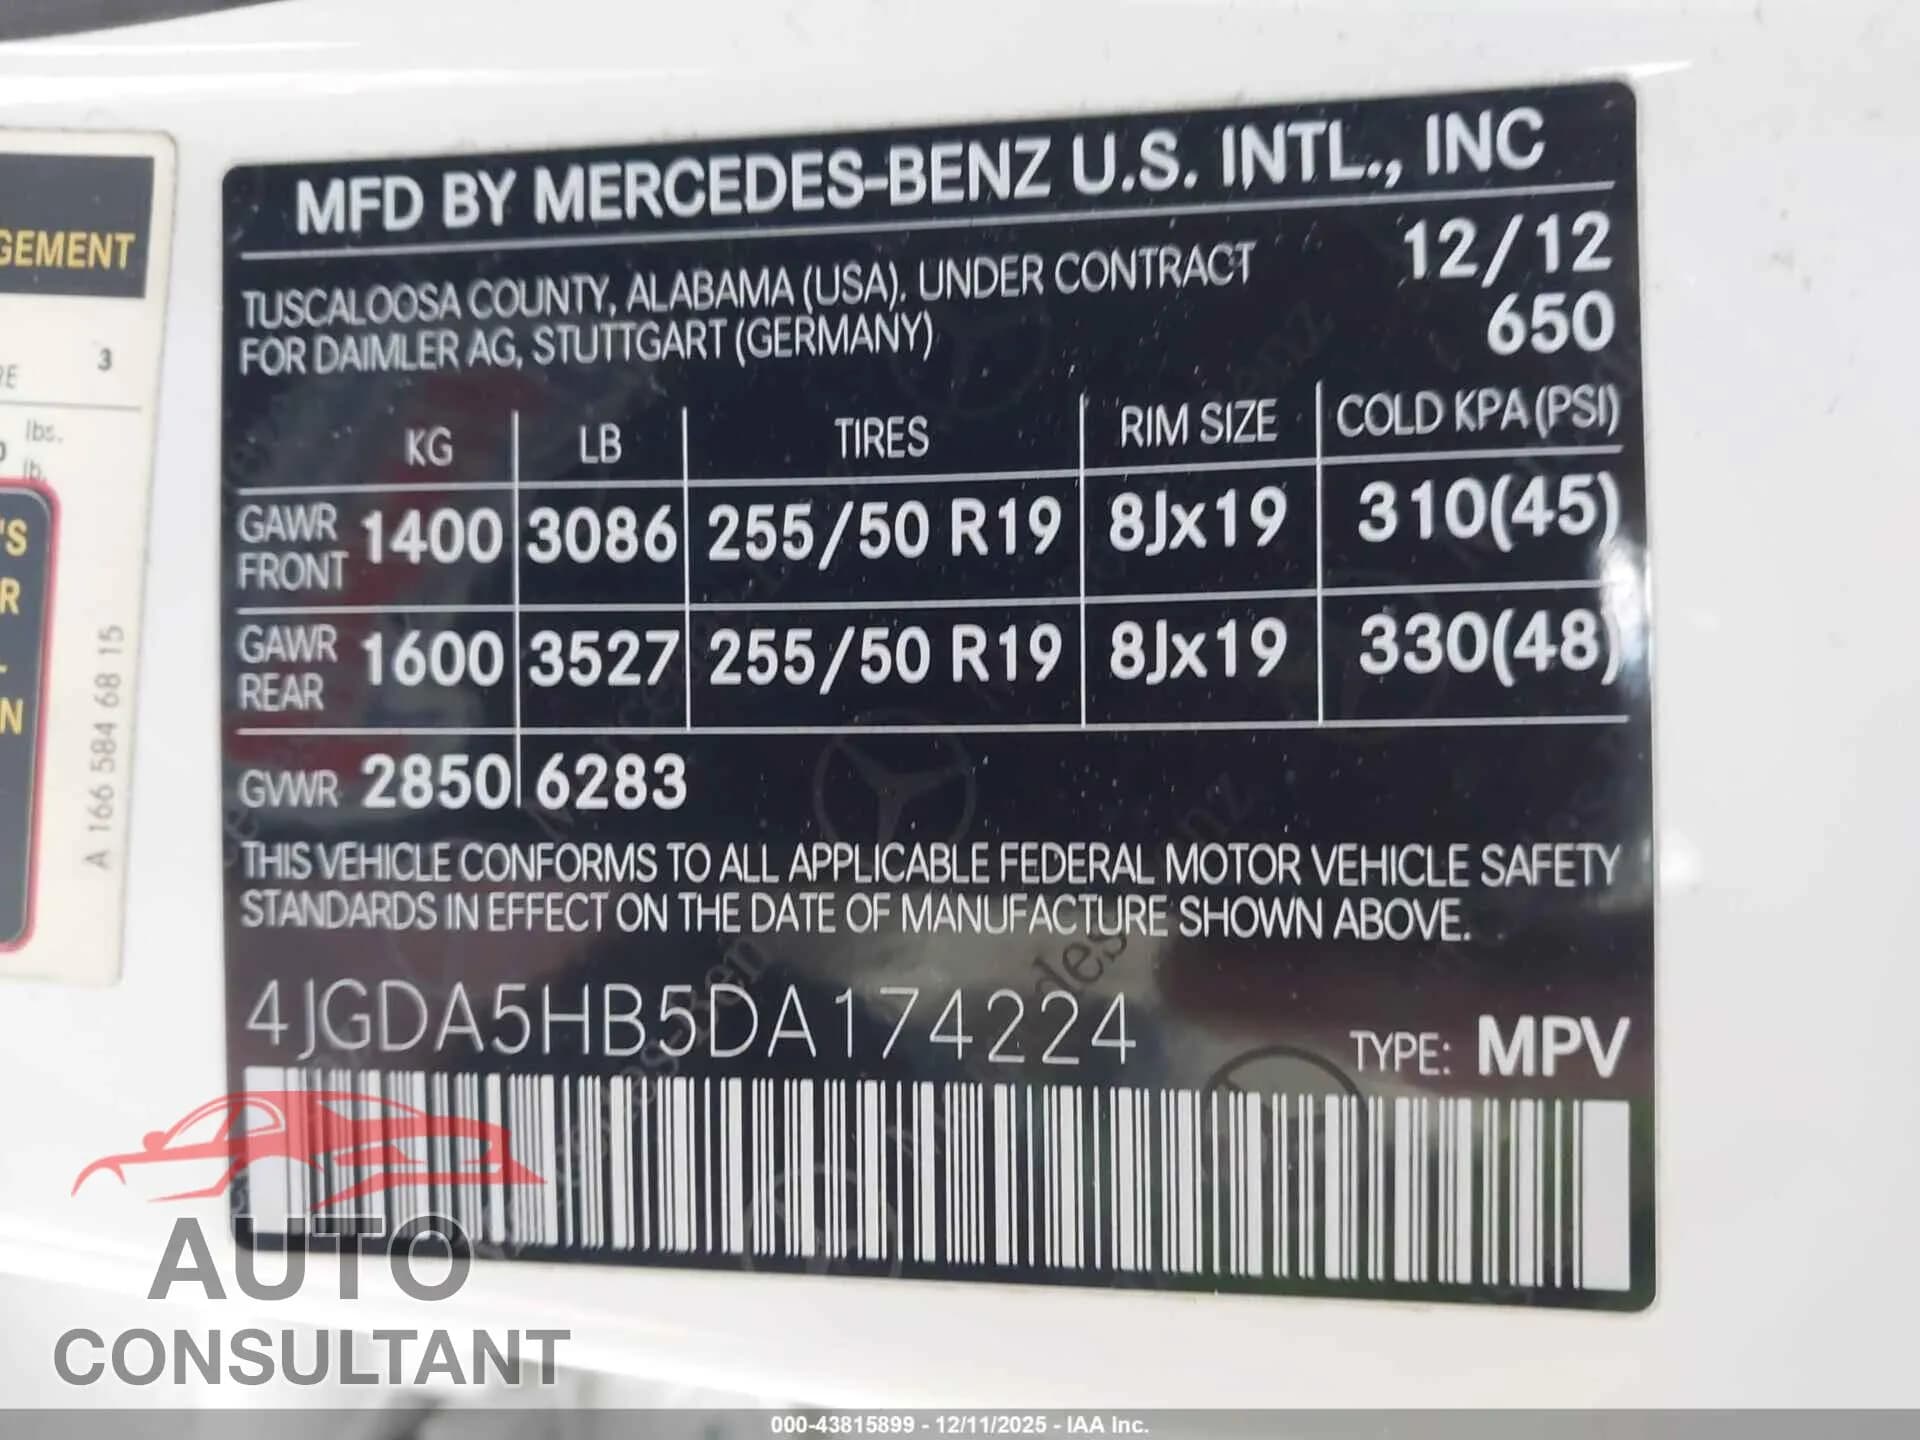 MFD BY MERCEDES-BENZ U.S. INTL., INC
12/12
TUSCALOOSA COUNTY, ALABAMA (USA). UNDER CONTRACT
FOR DAIMLER AG, STUTTGART (GERMANY)
650
KG LB TIRES RIM SIZE COLD KPA(PSI)
GAWR FRONT 1400 3086 255/50 R19 8Jx19 310(45)
GAWR REAR 1600 3527 255/50 R19 8Jx19 330(48)
GVWR 2850 6283
THIS VEHICLE CONFORMS TO ALL APPLICABLE FEDERAL MOTOR VEHICLE SAFETY
STANDARDS IN EFFECT ON THE DATE OF MANUFACTURE SHOWN ABOVE.
4JGDA5HB5DA174224
TYPE: MPV
GEMENT
3
lbs.
lb.
'S
R
N
A 166 584 68 15
AUTO
CONSULTANT
000-43815899 - 12/11/2025 - IAA Inc.